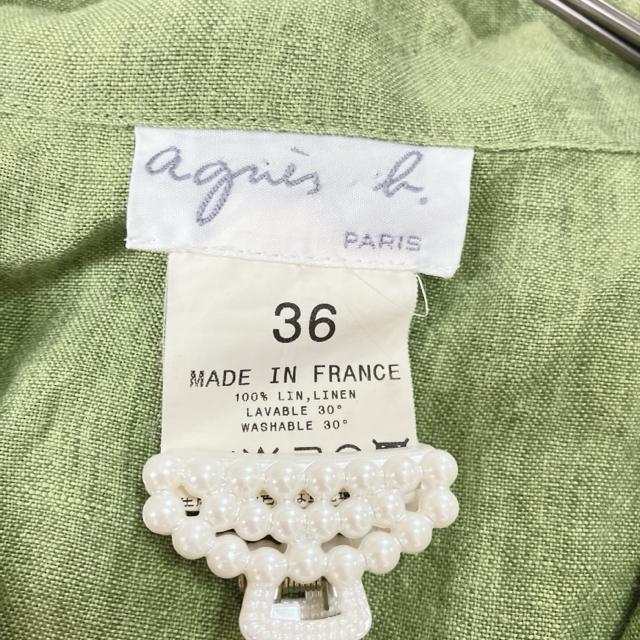 agnès b.
PARIS
36
MADE IN FRANCE
100% LIN,LINEN
LAVABLE 30°
WASHABLE 30°